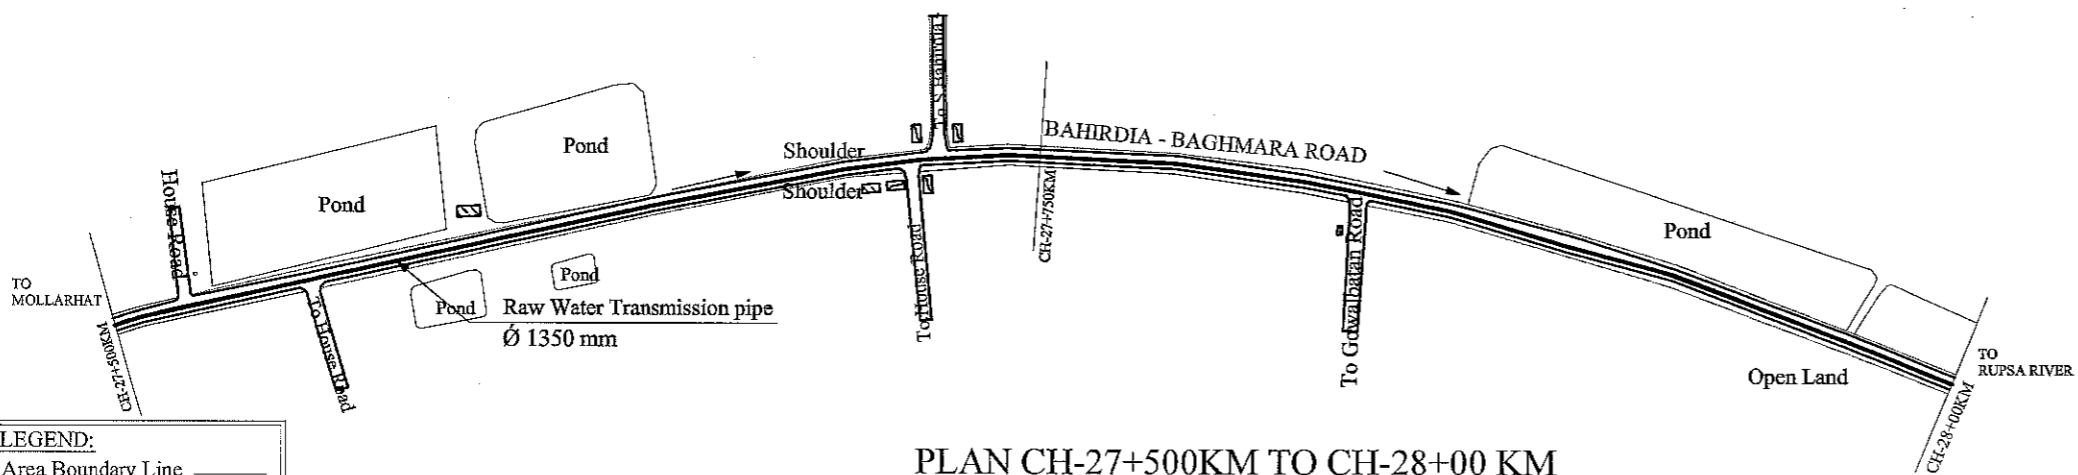 To S Bahirdia
BAHIRDIA - BAGHMARA ROAD
Pond
Shoulder
House Road
Pond
Shoulder
CH-27+750KM
To Gowalbatan Road
Pond
To House Road
TO
MOLLARHAT
Pond
Pond
Raw Water Transmission pipe
Ø 1350 mm
To House Road
CH-27+500KM
TO
RUPSA RIVER
Open Land
CH-28+00KM
LEGEND:
Area Boundary Line
PLAN CH-27+500KM TO CH-28+00 KM